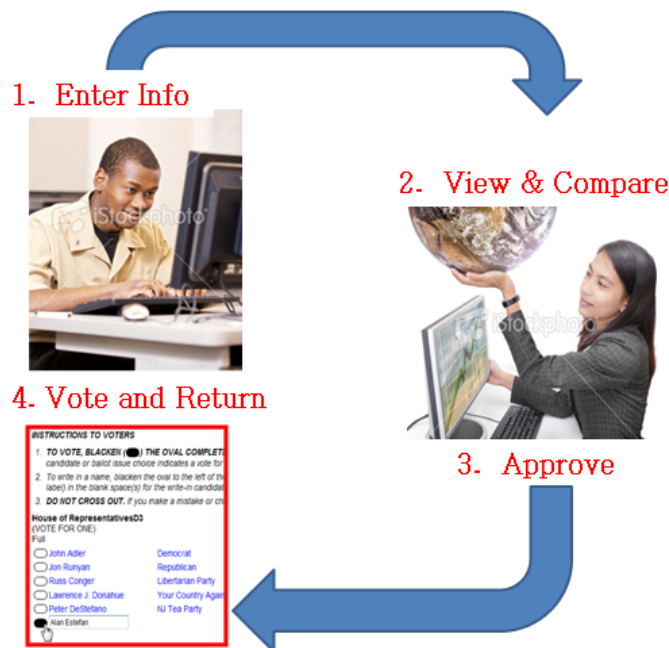 1. Enter Info
iStockphoto
2. View & Compare
iStockphoto
4. Vote and Return
3. Approve
INSTRUCTIONS TO VOTERS
1. TO VOTE, BLACKEN () THE OVAL COMPLET
candidate or ballot issue choice indicates a vote for
2. To write in a name, blacken the oval to the left of the
label) in the blank space(s) for the write-in candidat
3. DO NOT CROSS OUT. If you make a mistake or ch
House of RepresentativesD3
(VOTE FOR ONE)
Full
John Adler Democrat
Jon Runyan Republican
Russ Conger Libertarian Party
Lawrence J. Donahue Your Country Again
Peter DeStefano NJ Tea Party
Alan Estefan